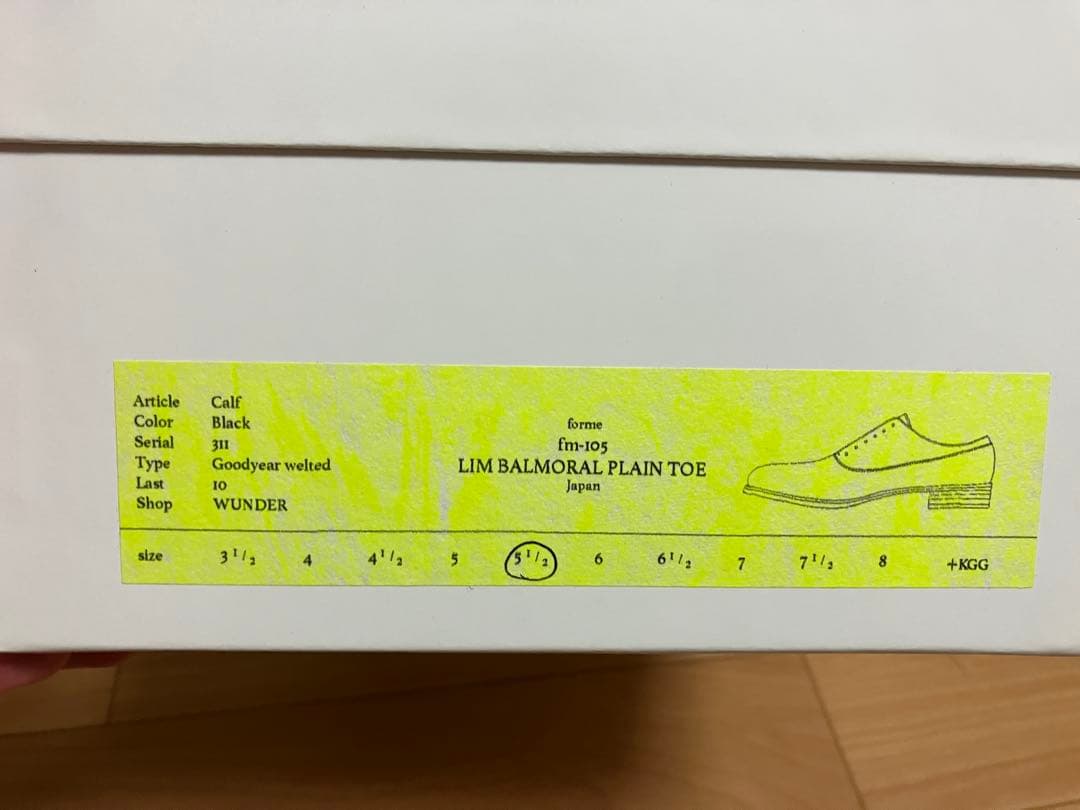 Article Calf
Color Black
Serial 311
Type Goodyear welted
Last 10
Shop WUNDER
forme
fm-105
LIM BALMORAL PLAIN TOE
Japan
size 3 1/2 4 4 1/2 5 5 1/2 6 6 1/2 7 7 1/2 8 +KGG